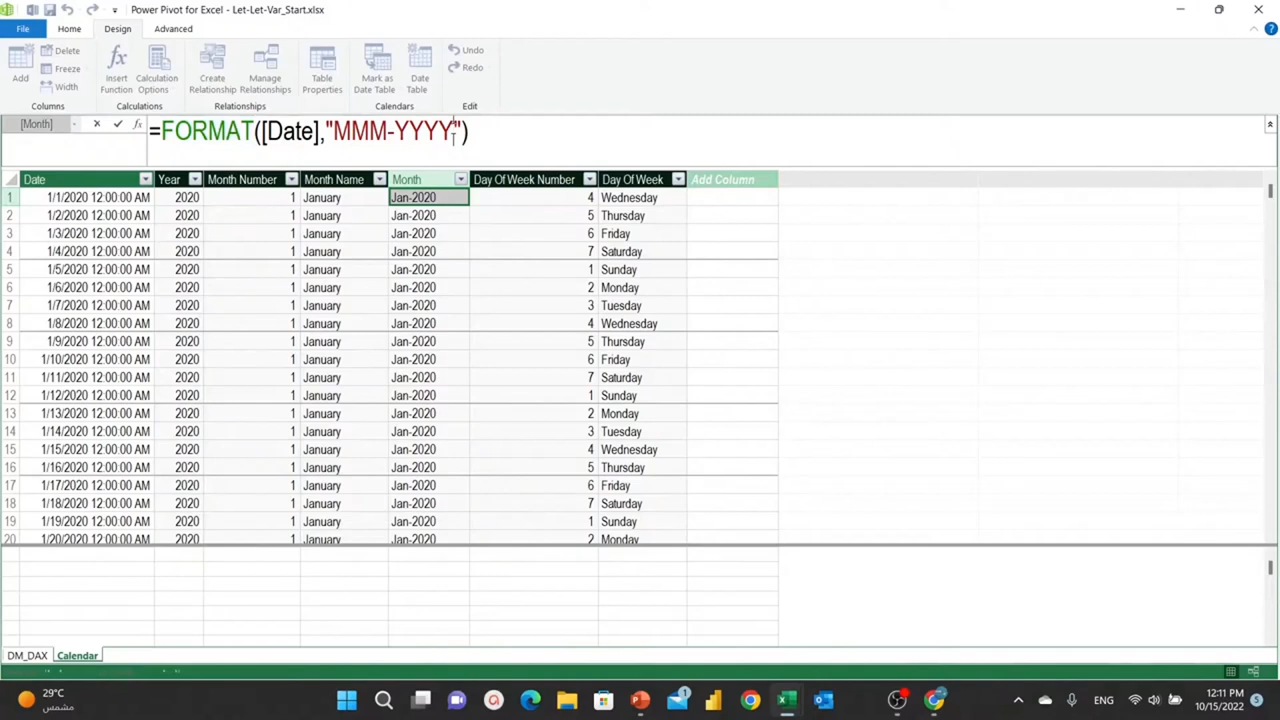 Power Pivot for Excel - Let-Let-Var_Start.xlsx
File Home Design Advanced
Add
Delete
Freeze
Width
Columns
Insert Function
Calculation Options
Calculations
Create Relationship
Manage Relationships
Relationships
Table Properties
Mark as Date Table
Date Table
Calendars
Undo
Redo
Edit
[Month] fx =FORMAT([Date],"MMM-YYYY")
Date Year Month Number Month Name Month Day Of Week Number Day Of Week Add Column
1 1/1/2020 12:00:00 AM 2020 1 January Jan-2020 4 Wednesday
2 1/2/2020 12:00:00 AM 2020 1 January Jan-2020 5 Thursday
3 1/3/2020 12:00:00 AM 2020 1 January Jan-2020 6 Friday
4 1/4/2020 12:00:00 AM 2020 1 January Jan-2020 7 Saturday
5 1/5/2020 12:00:00 AM 2020 1 January Jan-2020 1 Sunday
6 1/6/2020 12:00:00 AM 2020 1 January Jan-2020 2 Monday
7 1/7/2020 12:00:00 AM 2020 1 January Jan-2020 3 Tuesday
8 1/8/2020 12:00:00 AM 2020 1 January Jan-2020 4 Wednesday
9 1/9/2020 12:00:00 AM 2020 1 January Jan-2020 5 Thursday
10 1/10/2020 12:00:00 AM 2020 1 January Jan-2020 6 Friday
11 1/11/2020 12:00:00 AM 2020 1 January Jan-2020 7 Saturday
12 1/12/2020 12:00:00 AM 2020 1 January Jan-2020 1 Sunday
13 1/13/2020 12:00:00 AM 2020 1 January Jan-2020 2 Monday
14 1/14/2020 12:00:00 AM 2020 1 January Jan-2020 3 Tuesday
15 1/15/2020 12:00:00 AM 2020 1 January Jan-2020 4 Wednesday
16 1/16/2020 12:00:00 AM 2020 1 January Jan-2020 5 Thursday
17 1/17/2020 12:00:00 AM 2020 1 January Jan-2020 6 Friday
18 1/18/2020 12:00:00 AM 2020 1 January Jan-2020 7 Saturday
19 1/19/2020 12:00:00 AM 2020 1 January Jan-2020 1 Sunday
20 1/20/2020 12:00:00 AM 2020 1 January Jan-2020 2 Monday
DM_DAX Calendar
29°C
مشمس
ENG
12:11 PM
10/15/2022